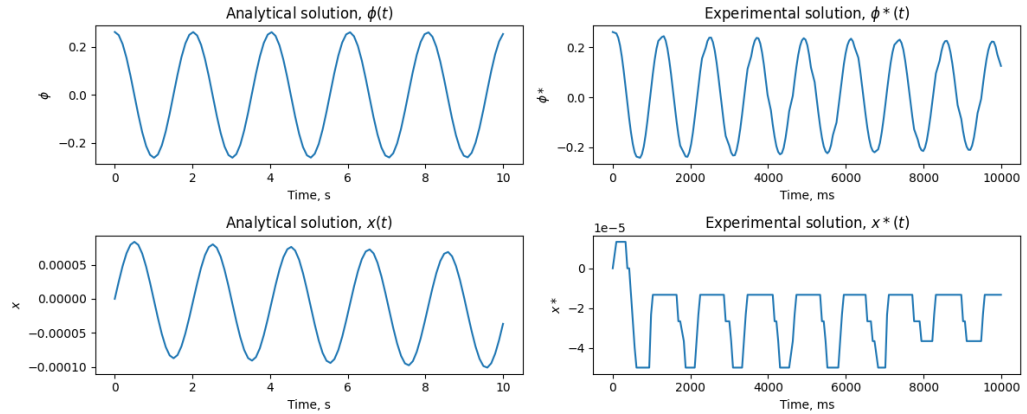 Analytical solution, ϕ(t)
0.2
0.0
−0.2
ϕ
0 2 4 6 8 10
Time, s
Experimental solution, ϕ*(t)
0.2
0.0
−0.2
ϕ*
0 2000 4000 6000 8000 10000
Time, ms
Analytical solution, x(t)
0.00005
0.00000
−0.00005
−0.00010
x
0 2 4 6 8 10
Time, s
Experimental solution, x*(t)
1e−5
0
−2
−4
x*
0 2000 4000 6000 8000 10000
Time, ms